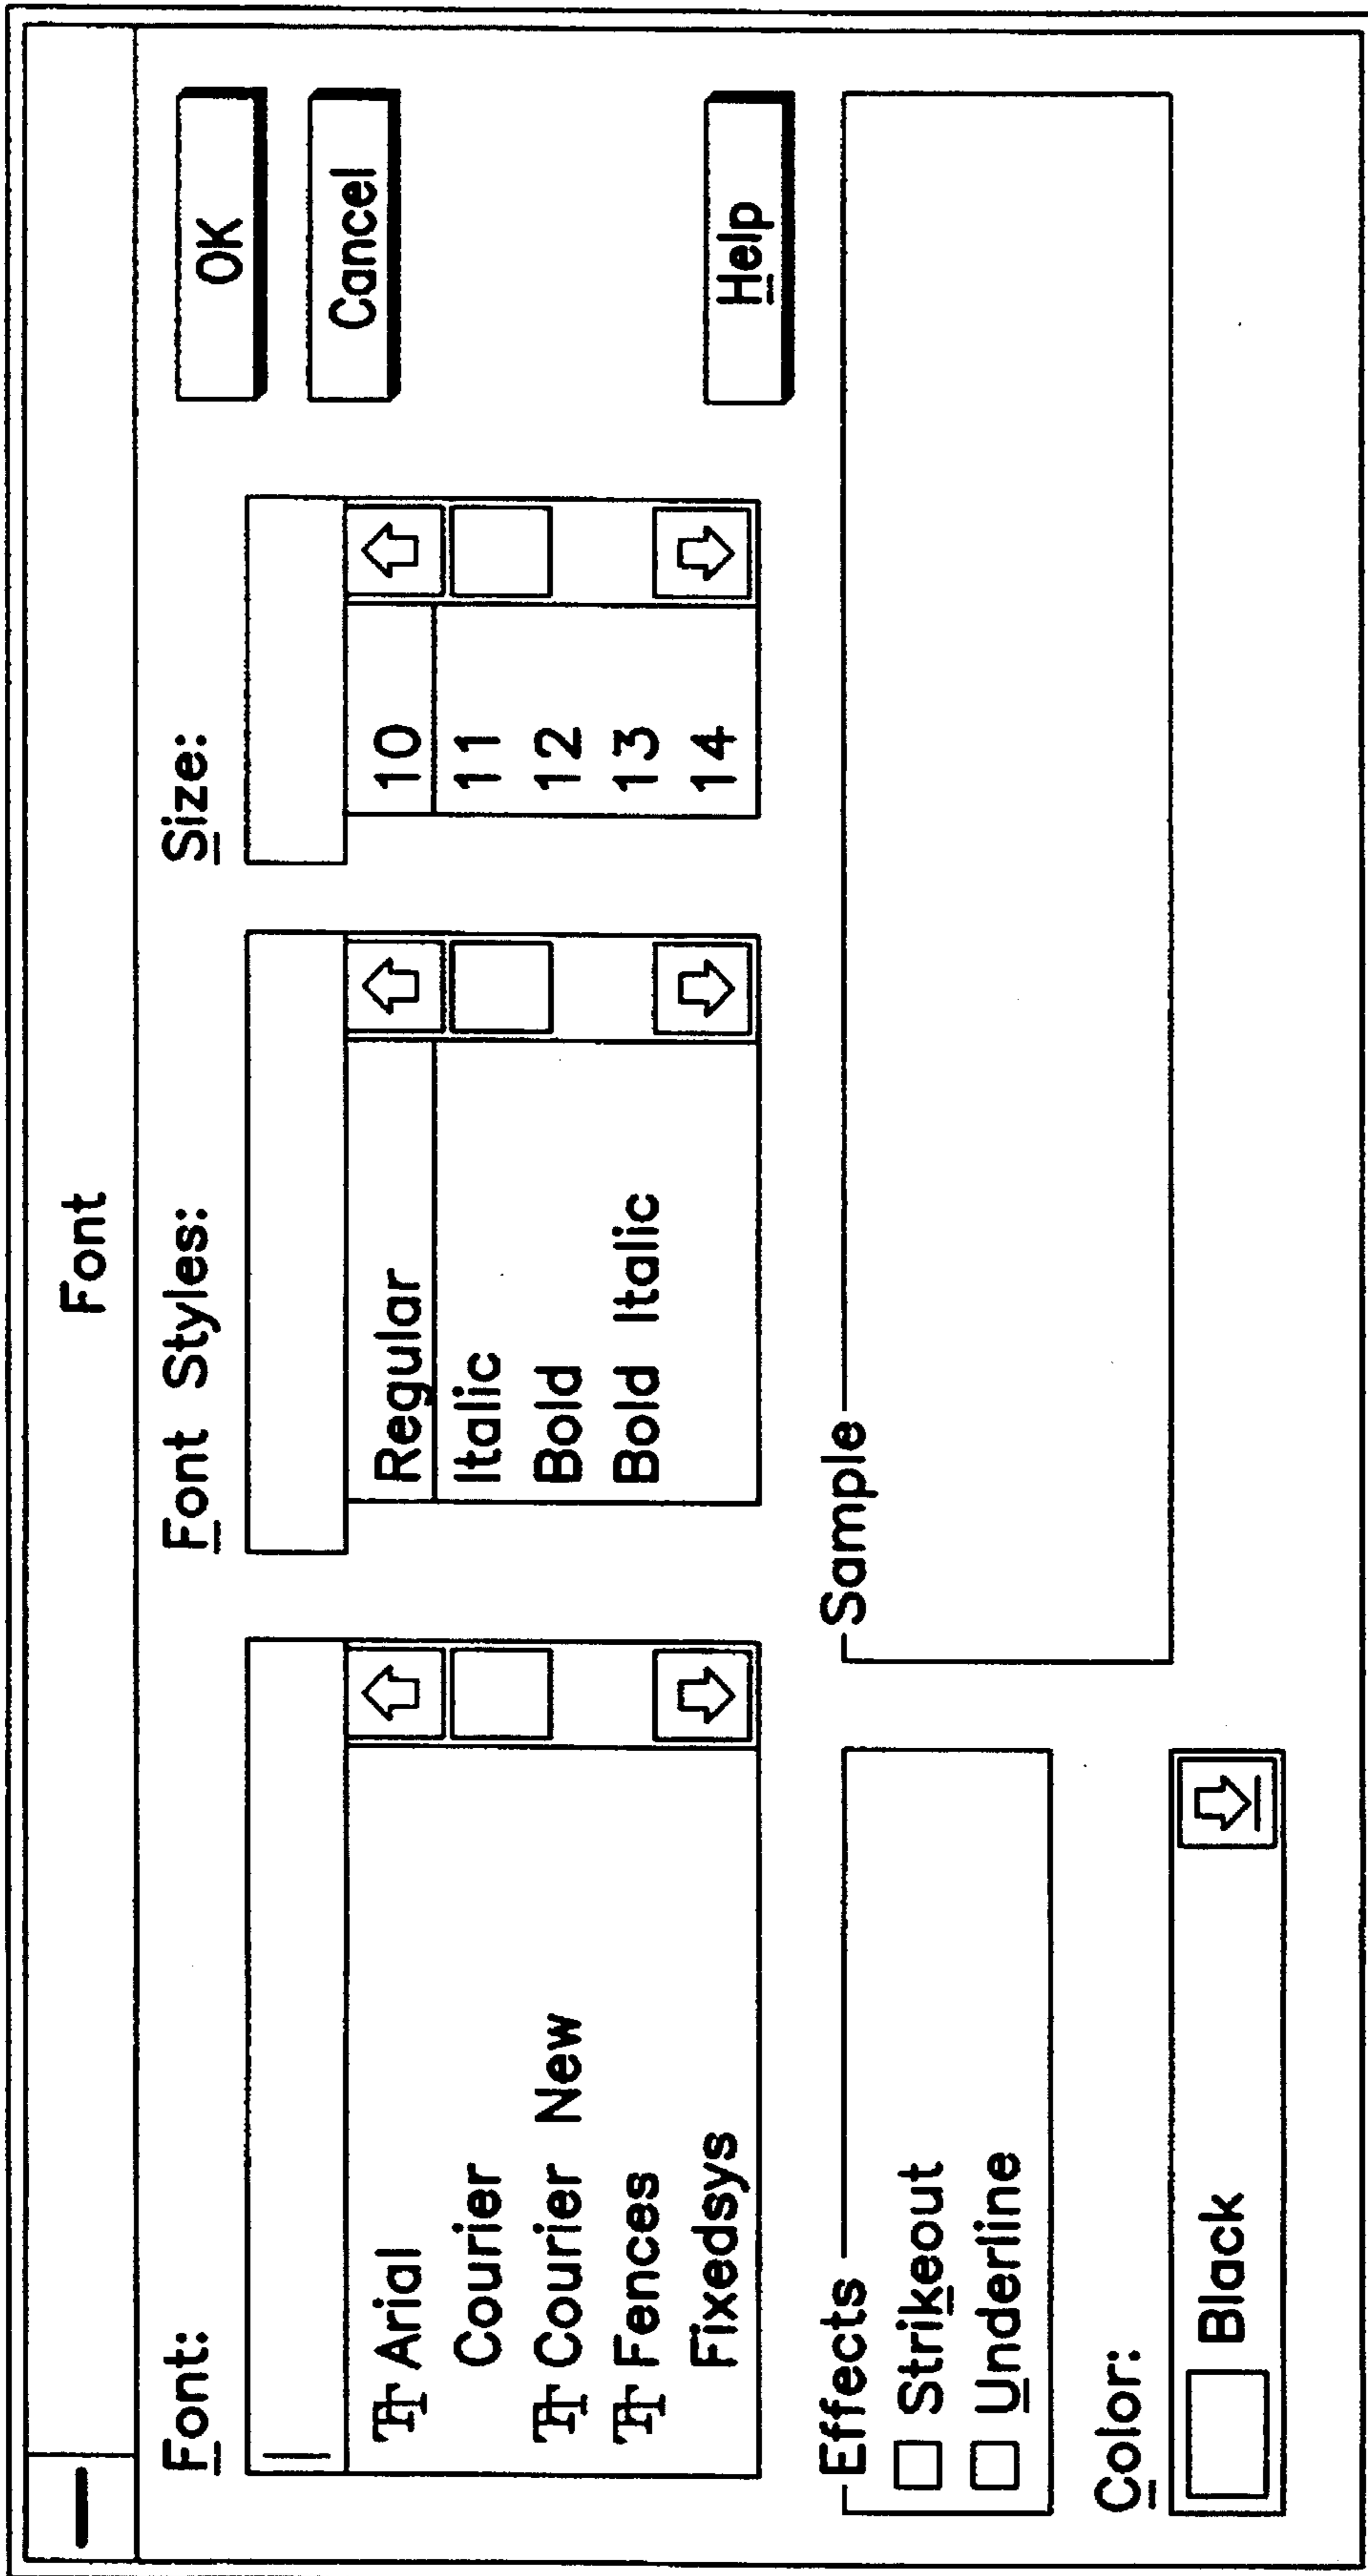 Font
Font:
Arial
Courier
Courier New
Fences
Fixedsys
Font Styles:
Regular
Italic
Bold
Bold Italic
Size:
10
11
12
13
14
OK
Cancel
Help
Effects
Strikeout
Underline
Color:
Black
Sample